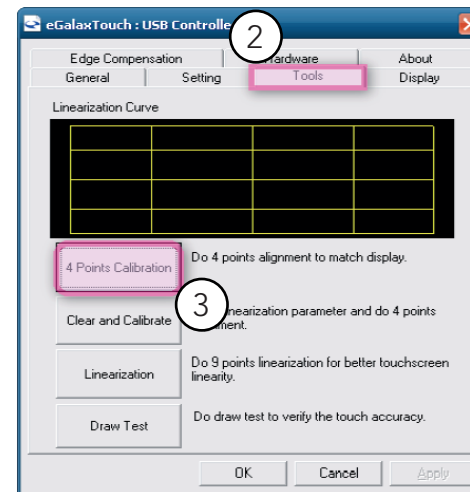 eGalaxTouch : USB Controlle
2
Edge Compensation
Hardware
About
General
Setting
Tools
Display
Linearization Curve
4 Points Calibration
Do 4 points alignment to match display.
3
Clear and Calibrate
linearization parameter and do 4 points
Linearization
Do 9 points linearization for better touchscreen
linearity.
Draw Test
Do draw test to verify the touch accuracy.
OK
Cancel
Apply